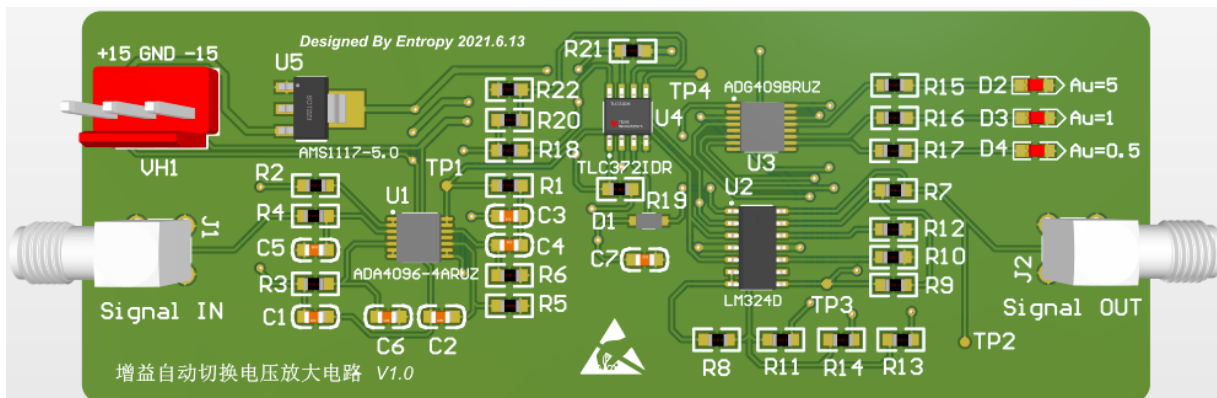 Designed By Entropy 2021.6.13
+15 GND -15
VH1
U5
AMS1117-5.0
R21
TP4
ADG409BRUZ
U3
R15
R16
R17
D2
D3
D4
Au=5
Au=1
Au=0.5
R22
R20
R18
U4
TLC372IDR
R19
D1
C7
TP1
R2
R4
C5
R3
C1
U1
ADA4096-4ARUZ
R1
C3
C4
R6
R5
C6
C2
U2
LM324D
R7
R12
R10
R9
TP3
R8
R11
R14
R13
TP2
J1
Signal IN
J2
Signal OUT
增益自动切换电压放大电路 V1.0